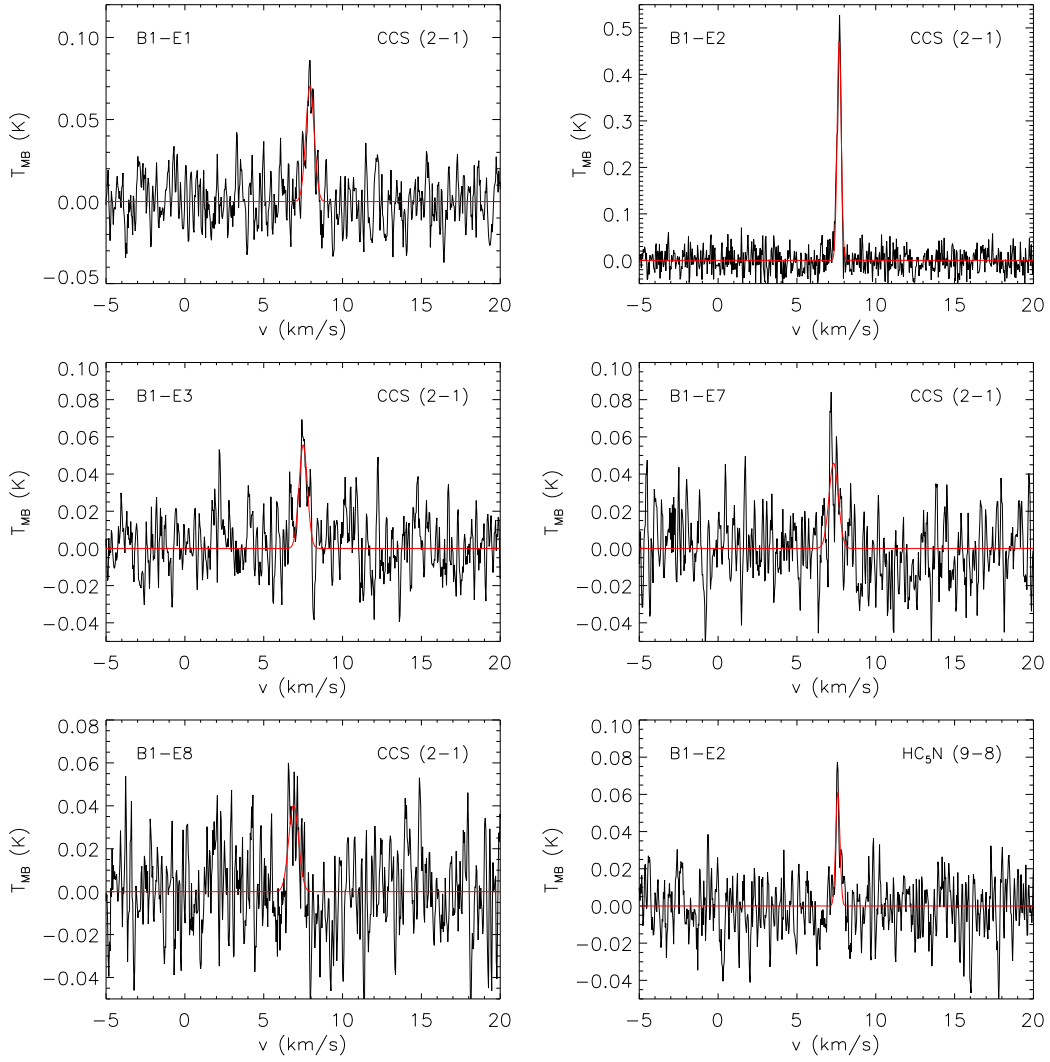 B1−E1 CCS (2−1)
0.10
0.05
0.00
−0.05
T_MB (K)
−5 0 5 10 15 20
v (km/s)
B1−E2 CCS (2−1)
0.5
0.4
0.3
0.2
0.1
0.0
T_MB (K)
−5 0 5 10 15 20
v (km/s)
B1−E3 CCS (2−1)
0.10
0.08
0.06
0.04
0.02
0.00
−0.02
−0.04
T_MB (K)
−5 0 5 10 15 20
v (km/s)
B1−E7 CCS (2−1)
0.10
0.08
0.06
0.04
0.02
0.00
−0.02
−0.04
T_MB (K)
−5 0 5 10 15 20
v (km/s)
B1−E8 CCS (2−1)
0.08
0.06
0.04
0.02
0.00
−0.02
−0.04
T_MB (K)
−5 0 5 10 15 20
v (km/s)
B1−E2 HC₅N (9−8)
0.10
0.08
0.06
0.04
0.02
0.00
−0.02
−0.04
T_MB (K)
−5 0 5 10 15 20
v (km/s)